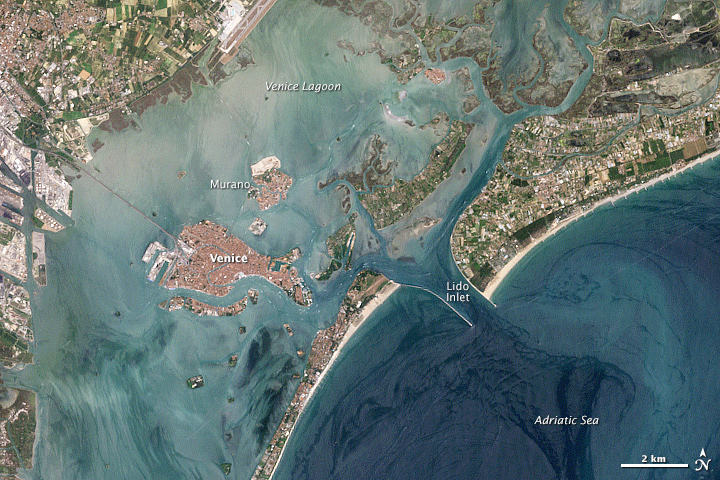 Venice Lagoon
Murano
Venice
Lido
Inlet
Adriatic Sea
2 km
N